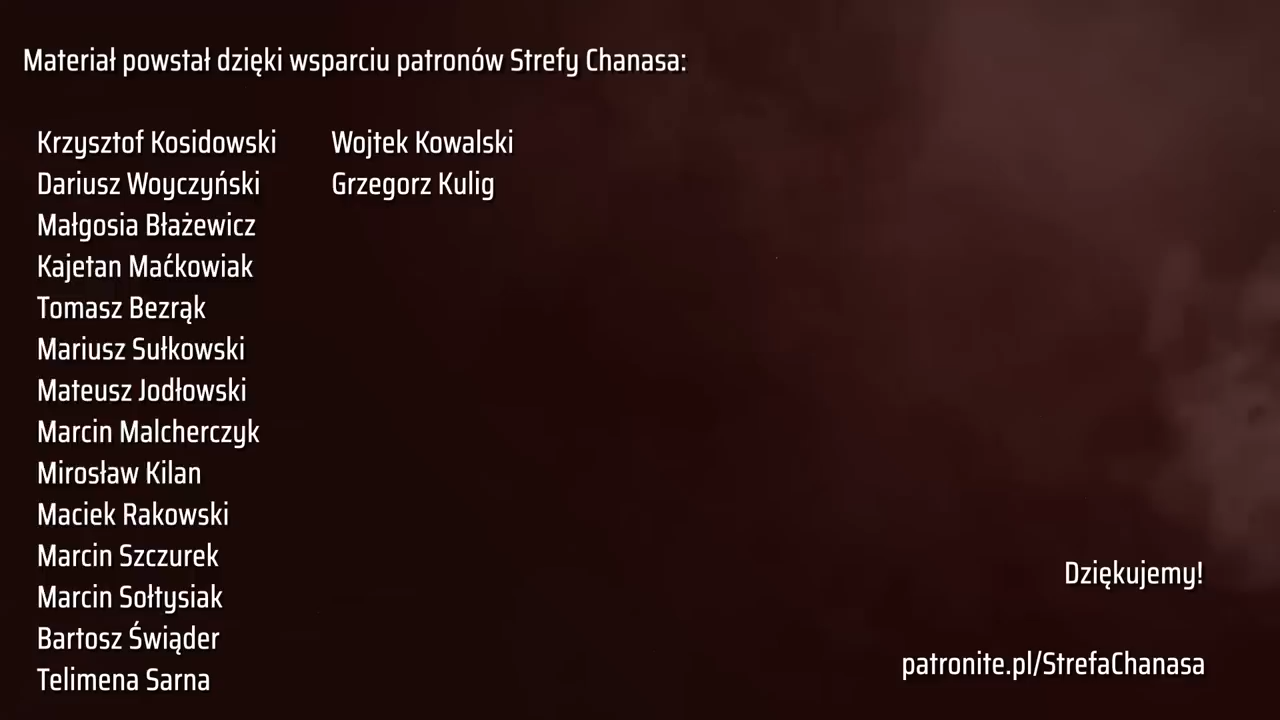 Materiał powstał dzięki wsparciu patronów Strefy Chanasa:
Krzysztof Kosidowski
Dariusz Woyczyński
Małgosia Błażewicz
Kajetan Maćkowiak
Tomasz Bezrąk
Mariusz Sułkowski
Mateusz Jodłowski
Marcin Malcherczyk
Mirosław Kilan
Maciek Rakowski
Marcin Szczurek
Marcin Sołtysiak
Bartosz Świąder
Telimena Sarna
Wojtek Kowalski
Grzegorz Kulig
Dziękujemy!
patronite.pl/StrefaChanasa